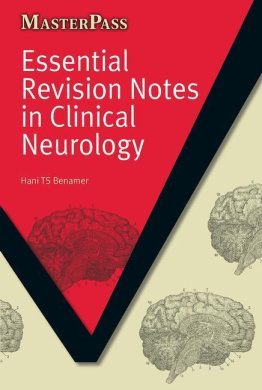 MASTERPASS
Essential
Revision Notes
in Clinical
Neurology
Hani TS Benamer